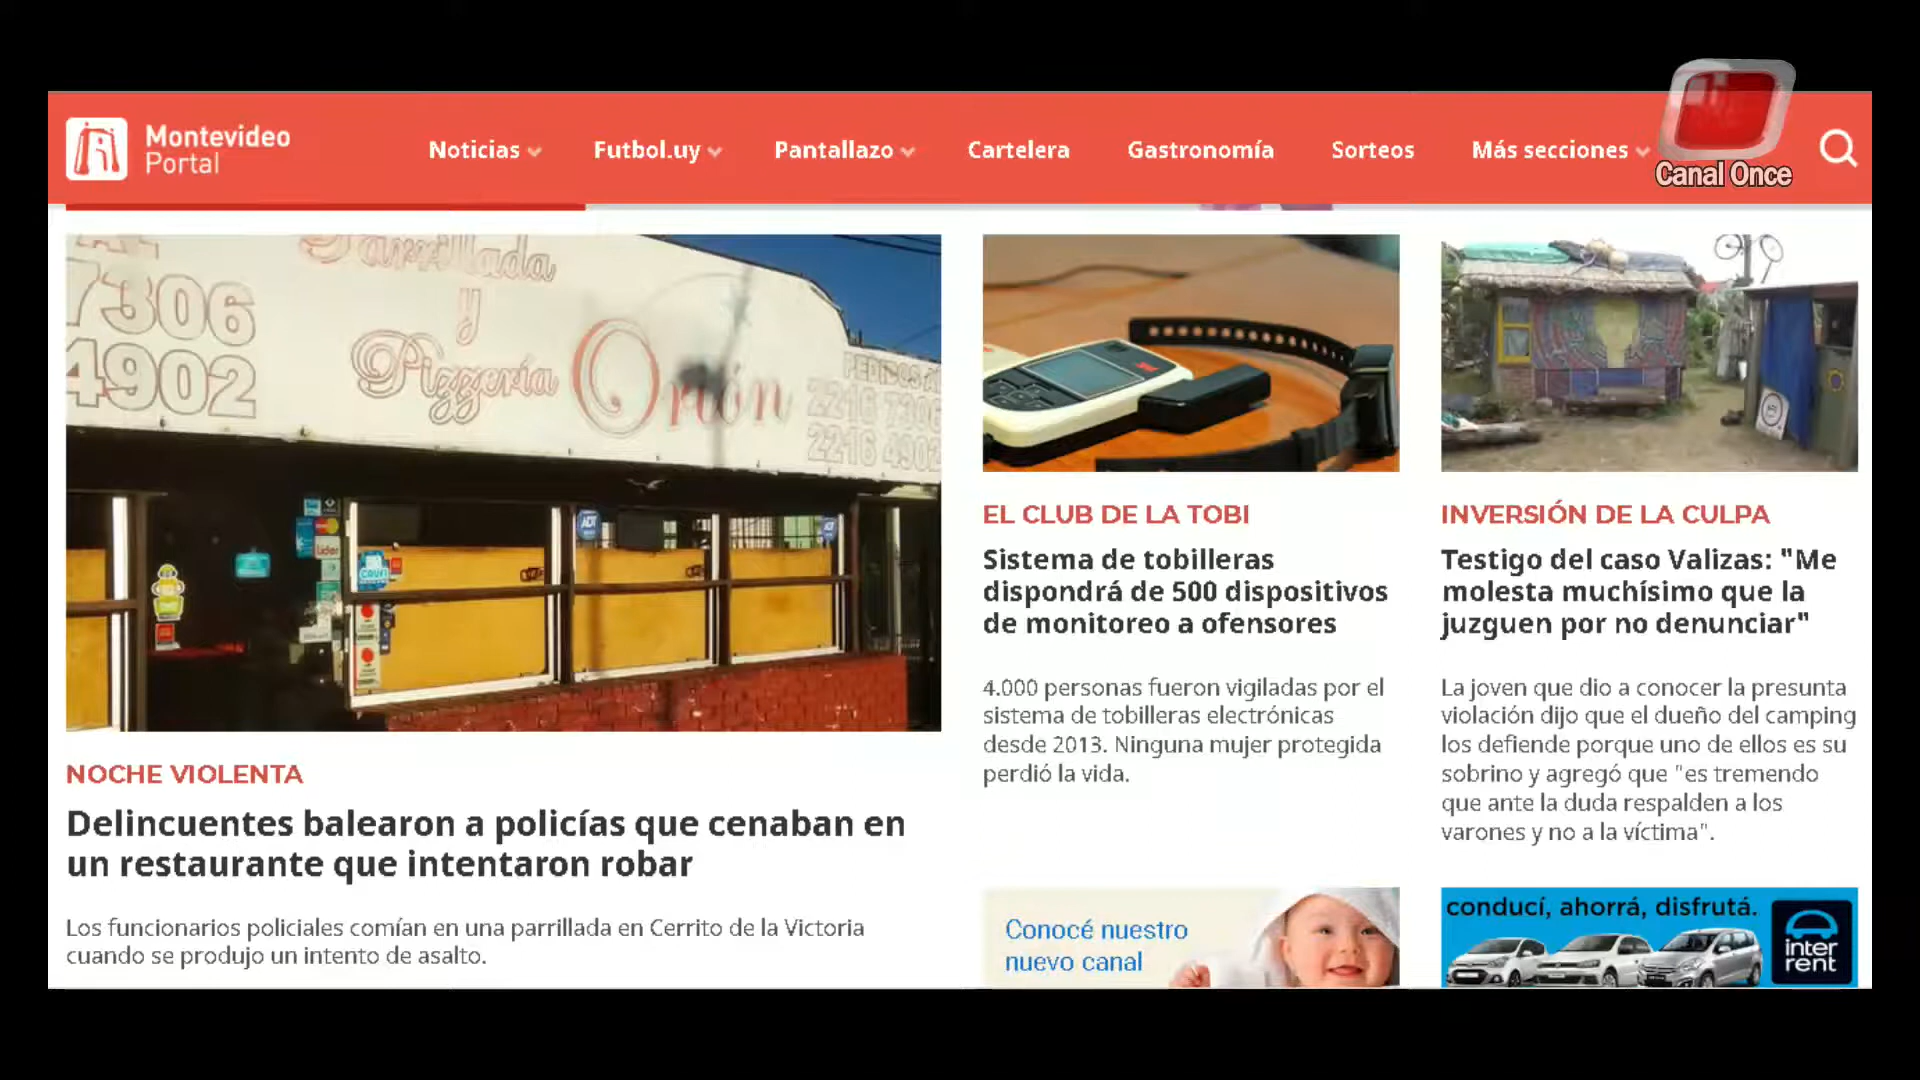 Montevideo
Portal
Noticias
Futbol.uy
Pantallazo
Cartelera
Gastronomía
Sorteos
Más secciones
Canal Once
Parrillada
y
Pizzería Orión
7306
4902
PEDIDOS A
2216 7306
2216 4902
ADT
NOCHE VIOLENTA
Delincuentes balearon a policías que cenaban en
un restaurante que intentaron robar
Los funcionarios policiales comían en una parrillada en Cerrito de la Victoria
cuando se produjo un intento de asalto.
EL CLUB DE LA TOBI
Sistema de tobilleras
dispondrá de 500 dispositivos
de monitoreo a ofensores
4.000 personas fueron vigiladas por el
sistema de tobilleras electrónicas
desde 2013. Ninguna mujer protegida
perdió la vida.
INVERSIÓN DE LA CULPA
Testigo del caso Valizas: "Me
molesta muchísimo que la
juzguen por no denunciar"
La joven que dio a conocer la presunta
violación dijo que el dueño del camping
los defiende porque uno de ellos es su
sobrino y agregó que "es tremendo
que ante la duda respalden a los
varones y no a la víctima".
Conocé nuestro
nuevo canal
conducí, ahorrá, disfrutá.
inter
rent